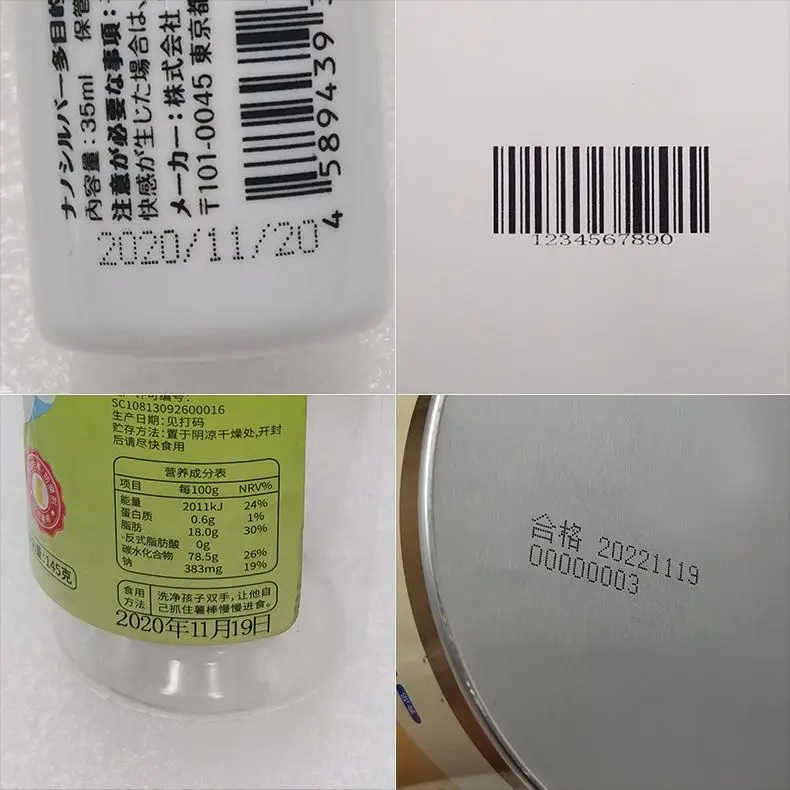 ナノシルバー多目的
内容量：35ml 保管
注意が必要な事項：
快感が生じた場合は、
メーカー：株式会社
〒101-0045 東京都
4 589439
2020/11/20
1234567890
许可编号：
SC10813092600016
生产日期：见打码
贮存方法：置于阴凉干燥处，开封
后请尽快食用
营养成分表
项目 每100g NRV%
能量 2011kJ 24%
蛋白质 0.6g 1%
脂肪 18.0g 30%
-反式脂肪酸 0g
碳水化合物 78.5g 26%
钠 383mg 19%
食用方法 洗净孩子双手，让他自
己抓住薯棒慢慢进食。
量：145克
2020年11月19日
合格 20221119
00000003